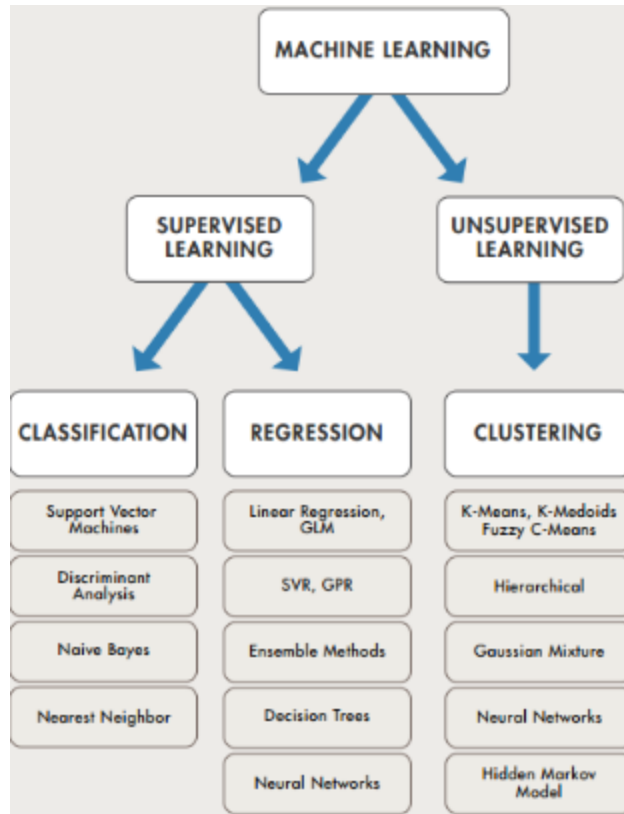 MACHINE LEARNING
SUPERVISED
LEARNING
UNSUPERVISED
LEARNING
CLASSIFICATION
Support Vector
Machines
Discriminant
Analysis
Naive Bayes
Nearest Neighbor
REGRESSION
Linear Regression,
GLM
SVR, GPR
Ensemble Methods
Decision Trees
Neural Networks
CLUSTERING
K-Means, K-Medoids
Fuzzy C-Means
Hierarchical
Gaussian Mixture
Neural Networks
Hidden Markov
Model